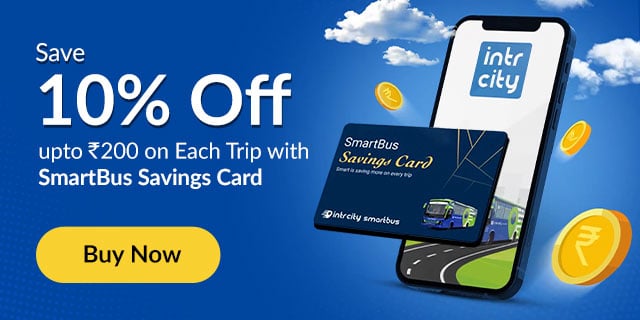 Save
10% Off
upto ₹200 on Each Trip with
SmartBus Savings Card
Buy Now
intr
city
SmartBus
Savings Card
Smart is saving more on every trip
intrcity smartbus
₹
₹